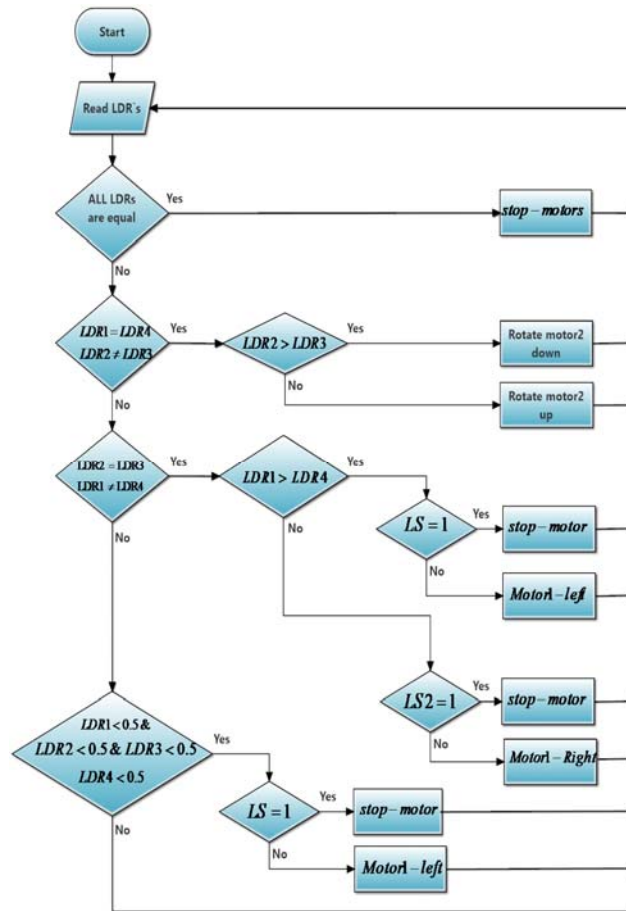 Start
Read LDR`s
ALL LDRs
are equal
Yes
stop-motors
No
LDR1=LDR4
LDR2≠LDR3
Yes
LDR2>LDR3
Yes
Rotate motor2
down
No
Rotate motor2
up
No
LDR2=LDR3
LDR1≠LDR4
Yes
LDR1>LDR4
Yes
LS=1
Yes
stop-motor
No
Motor1-left
No
No
LS2=1
Yes
stop-motor
No
Motor1-Right
LDR1<0.5&
LDR2<0.5& LDR3<0.5
LDR4<0.5
Yes
LS=1
Yes
stop-motor
No
Motor1-left
No